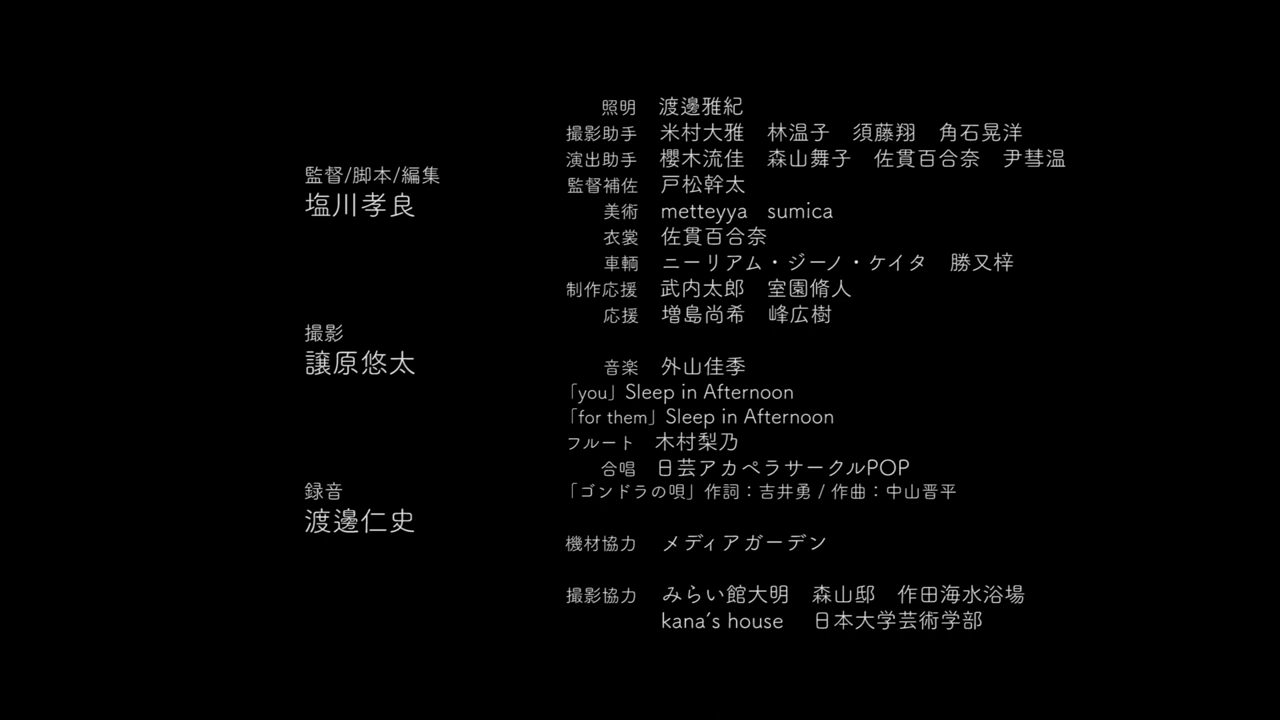 監督/脚本/編集
塩川孝良
撮影
譲原悠太
録音
渡邊仁史
照明 渡邊雅紀
撮影助手 米村大雅 林温子 須藤翔 角石晃洋
演出助手 櫻木流佳 森山舞子 佐貫百合奈 尹彗温
監督補佐 戸松幹太
美術 metteyya sumica
衣裳 佐貫百合奈
車輌 ニーリアム・ジーノ・ケイタ 勝又梓
制作応援 武内太郎 室園脩人
応援 増島尚希 峰広樹
音楽 外山佳季
「you」Sleep in Afternoon
「for them」Sleep in Afternoon
フルート 木村梨乃
合唱 日芸アカペラサークルPOP
「ゴンドラの唄」作詞：吉井勇 / 作曲：中山晋平
機材協力 メディアガーデン
撮影協力 みらい館大明 森山邸 作田海水浴場
kana's house 日本大学芸術学部